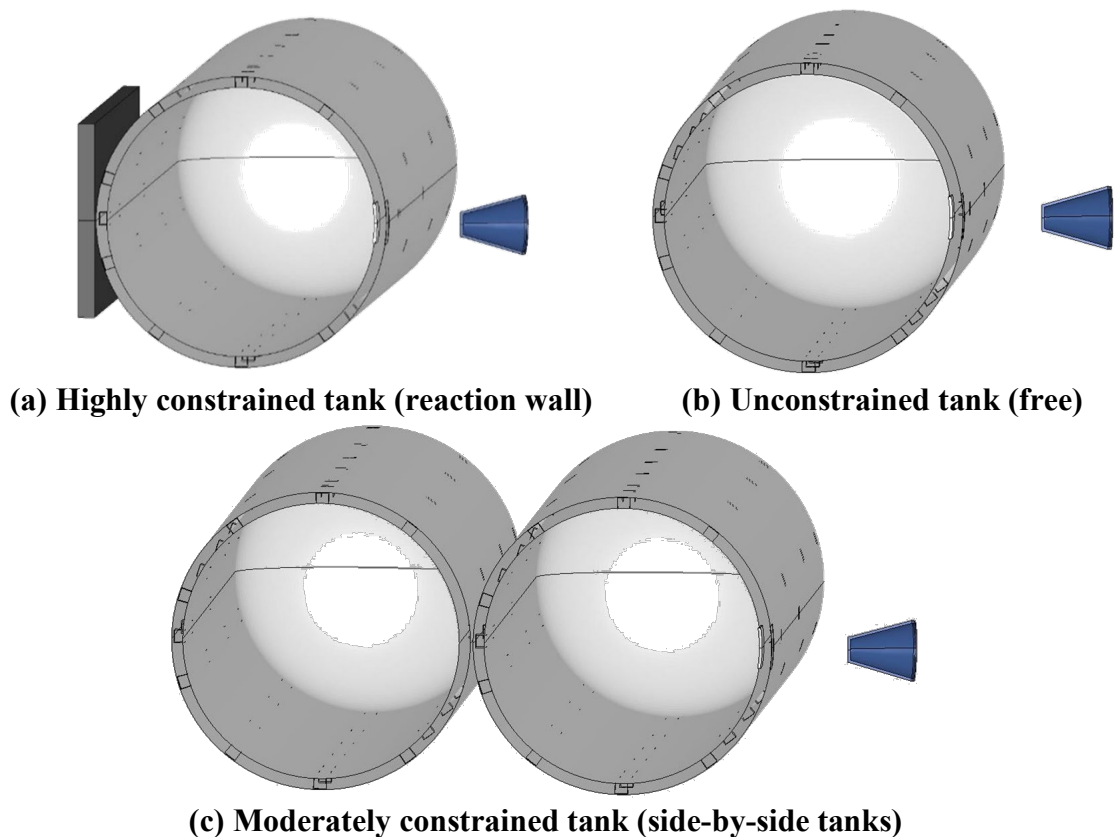 (a) Highly constrained tank (reaction wall)
(b) Unconstrained tank (free)
(c) Moderately constrained tank (side-by-side tanks)